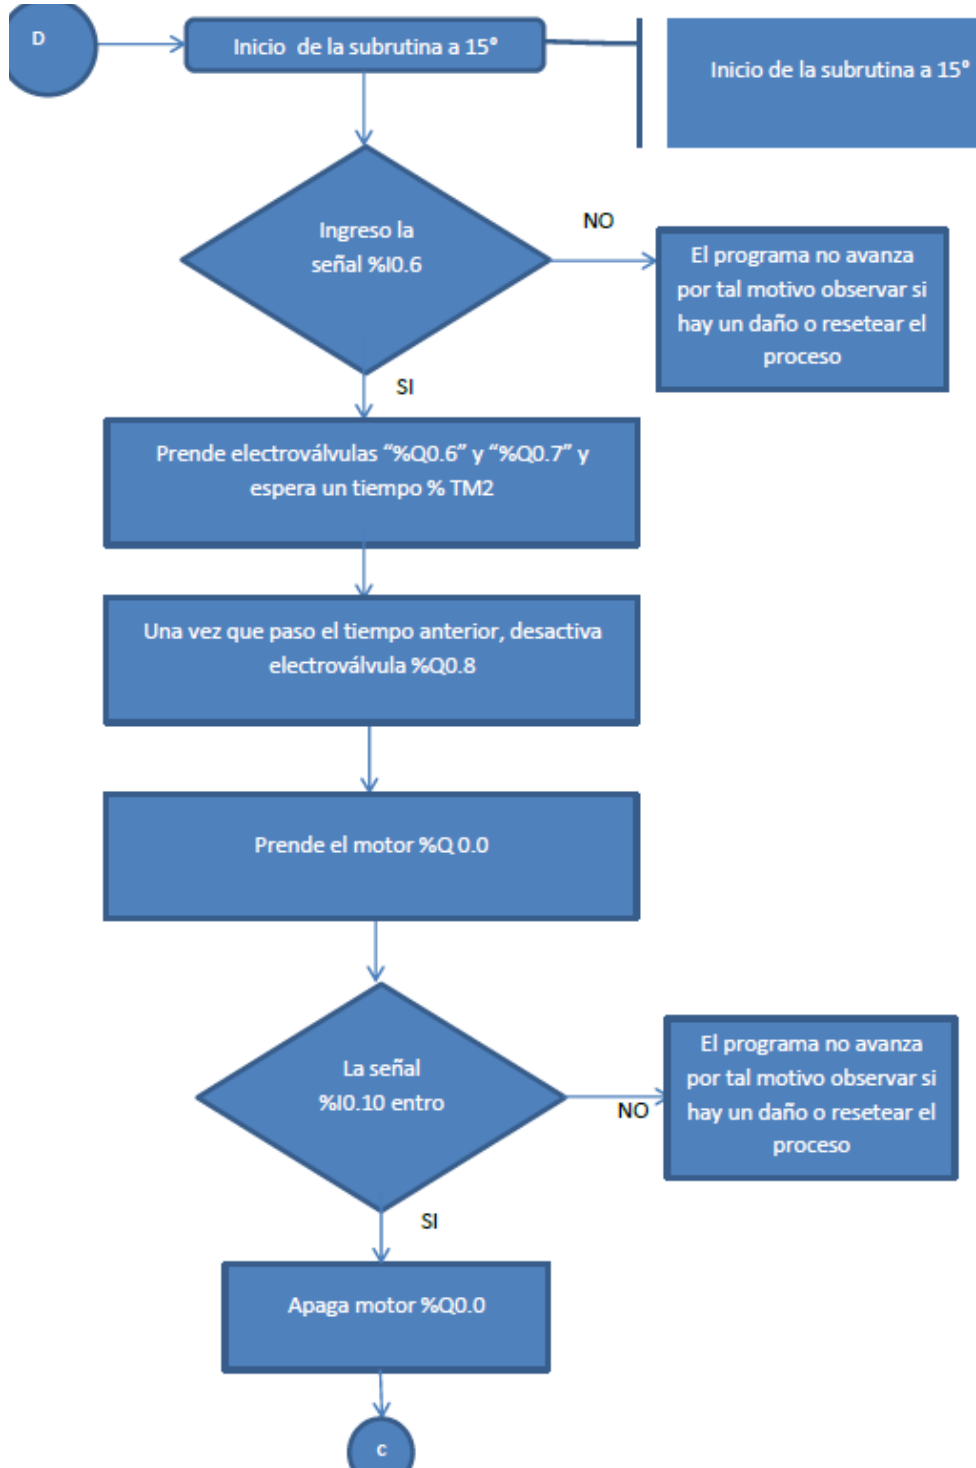 D
Inicio de la subrutina a 15°
Inicio de la subrutina a 15°
Ingreso la
señal %I0.6
NO
El programa no avanza
por tal motivo observar si
hay un daño o resetear el
proceso
SI
Prende electroválvulas “%Q0.6” y “%Q0.7” y
espera un tiempo % TM2
Una vez que paso el tiempo anterior, desactiva
electroválvula %Q0.8
Prende el motor %Q 0.0
La señal
%I0.10 entro
NO
El programa no avanza
por tal motivo observar si
hay un daño o resetear el
proceso
SI
Apaga motor %Q0.0
c